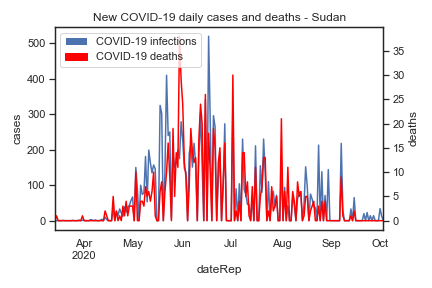 New COVID-19 daily cases and deaths - Sudan
COVID-19 infections
COVID-19 deaths
500
400
300
200
100
0
cases
35
30
25
20
15
10
5
0
deaths
Apr
2020
May
Jun
Jul
Aug
Sep
Oct
dateRep